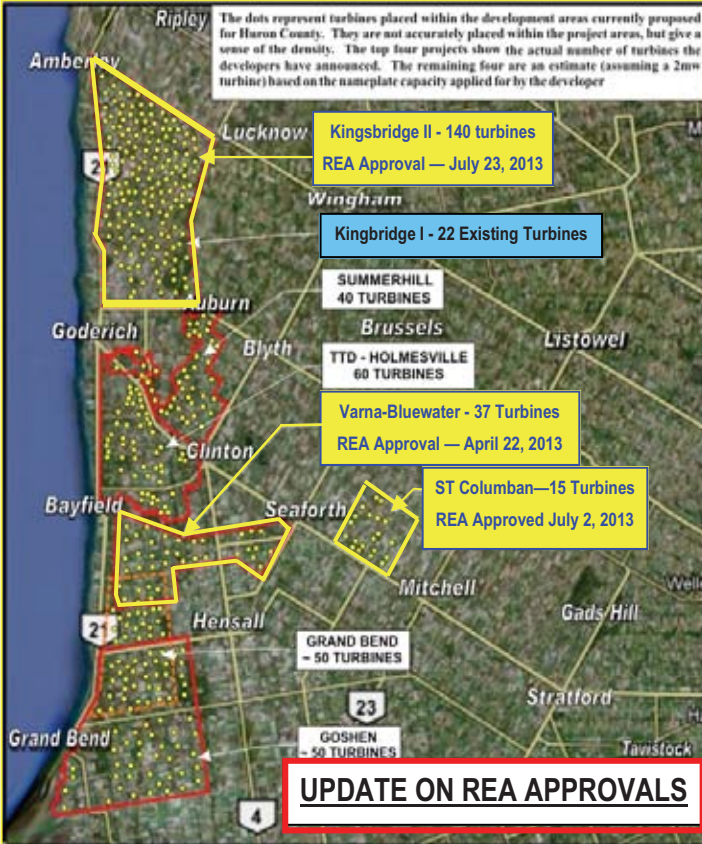 Ripley
The dots represent turbines placed within the development areas currently proposed
for Huron County. They are not accurately placed within the project areas, but give a
sense of the density. The top four projects show the actual number of turbines the
developers have announced. The remaining four are an estimate (assuming a 2mw
turbine) based on the nameplate capacity applied for by the developer
Amberley
Lucknow
Kingsbridge II - 140 turbines
REA Approval — July 23, 2013
21
Wingham
Kingbridge I - 22 Existing Turbines
SUMMERHILL
40 TURBINES
Auburn
Goderich
Brussels
Blyth
Listowel
TTD - HOLMESVILLE
60 TURBINES
Varna-Bluewater - 37 Turbines
REA Approval — April 22, 2013
Clinton
ST Columban—15 Turbines
REA Approved July 2, 2013
Bayfield
Seaforth
Mitchell
Gads Hill
21
Hensall
GRAND BEND
~ 50 TURBINES
Stratford
23
Grand Bend
GOSHEN
~ 50 TURBINES
Tavistock
UPDATE ON REA APPROVALS
4